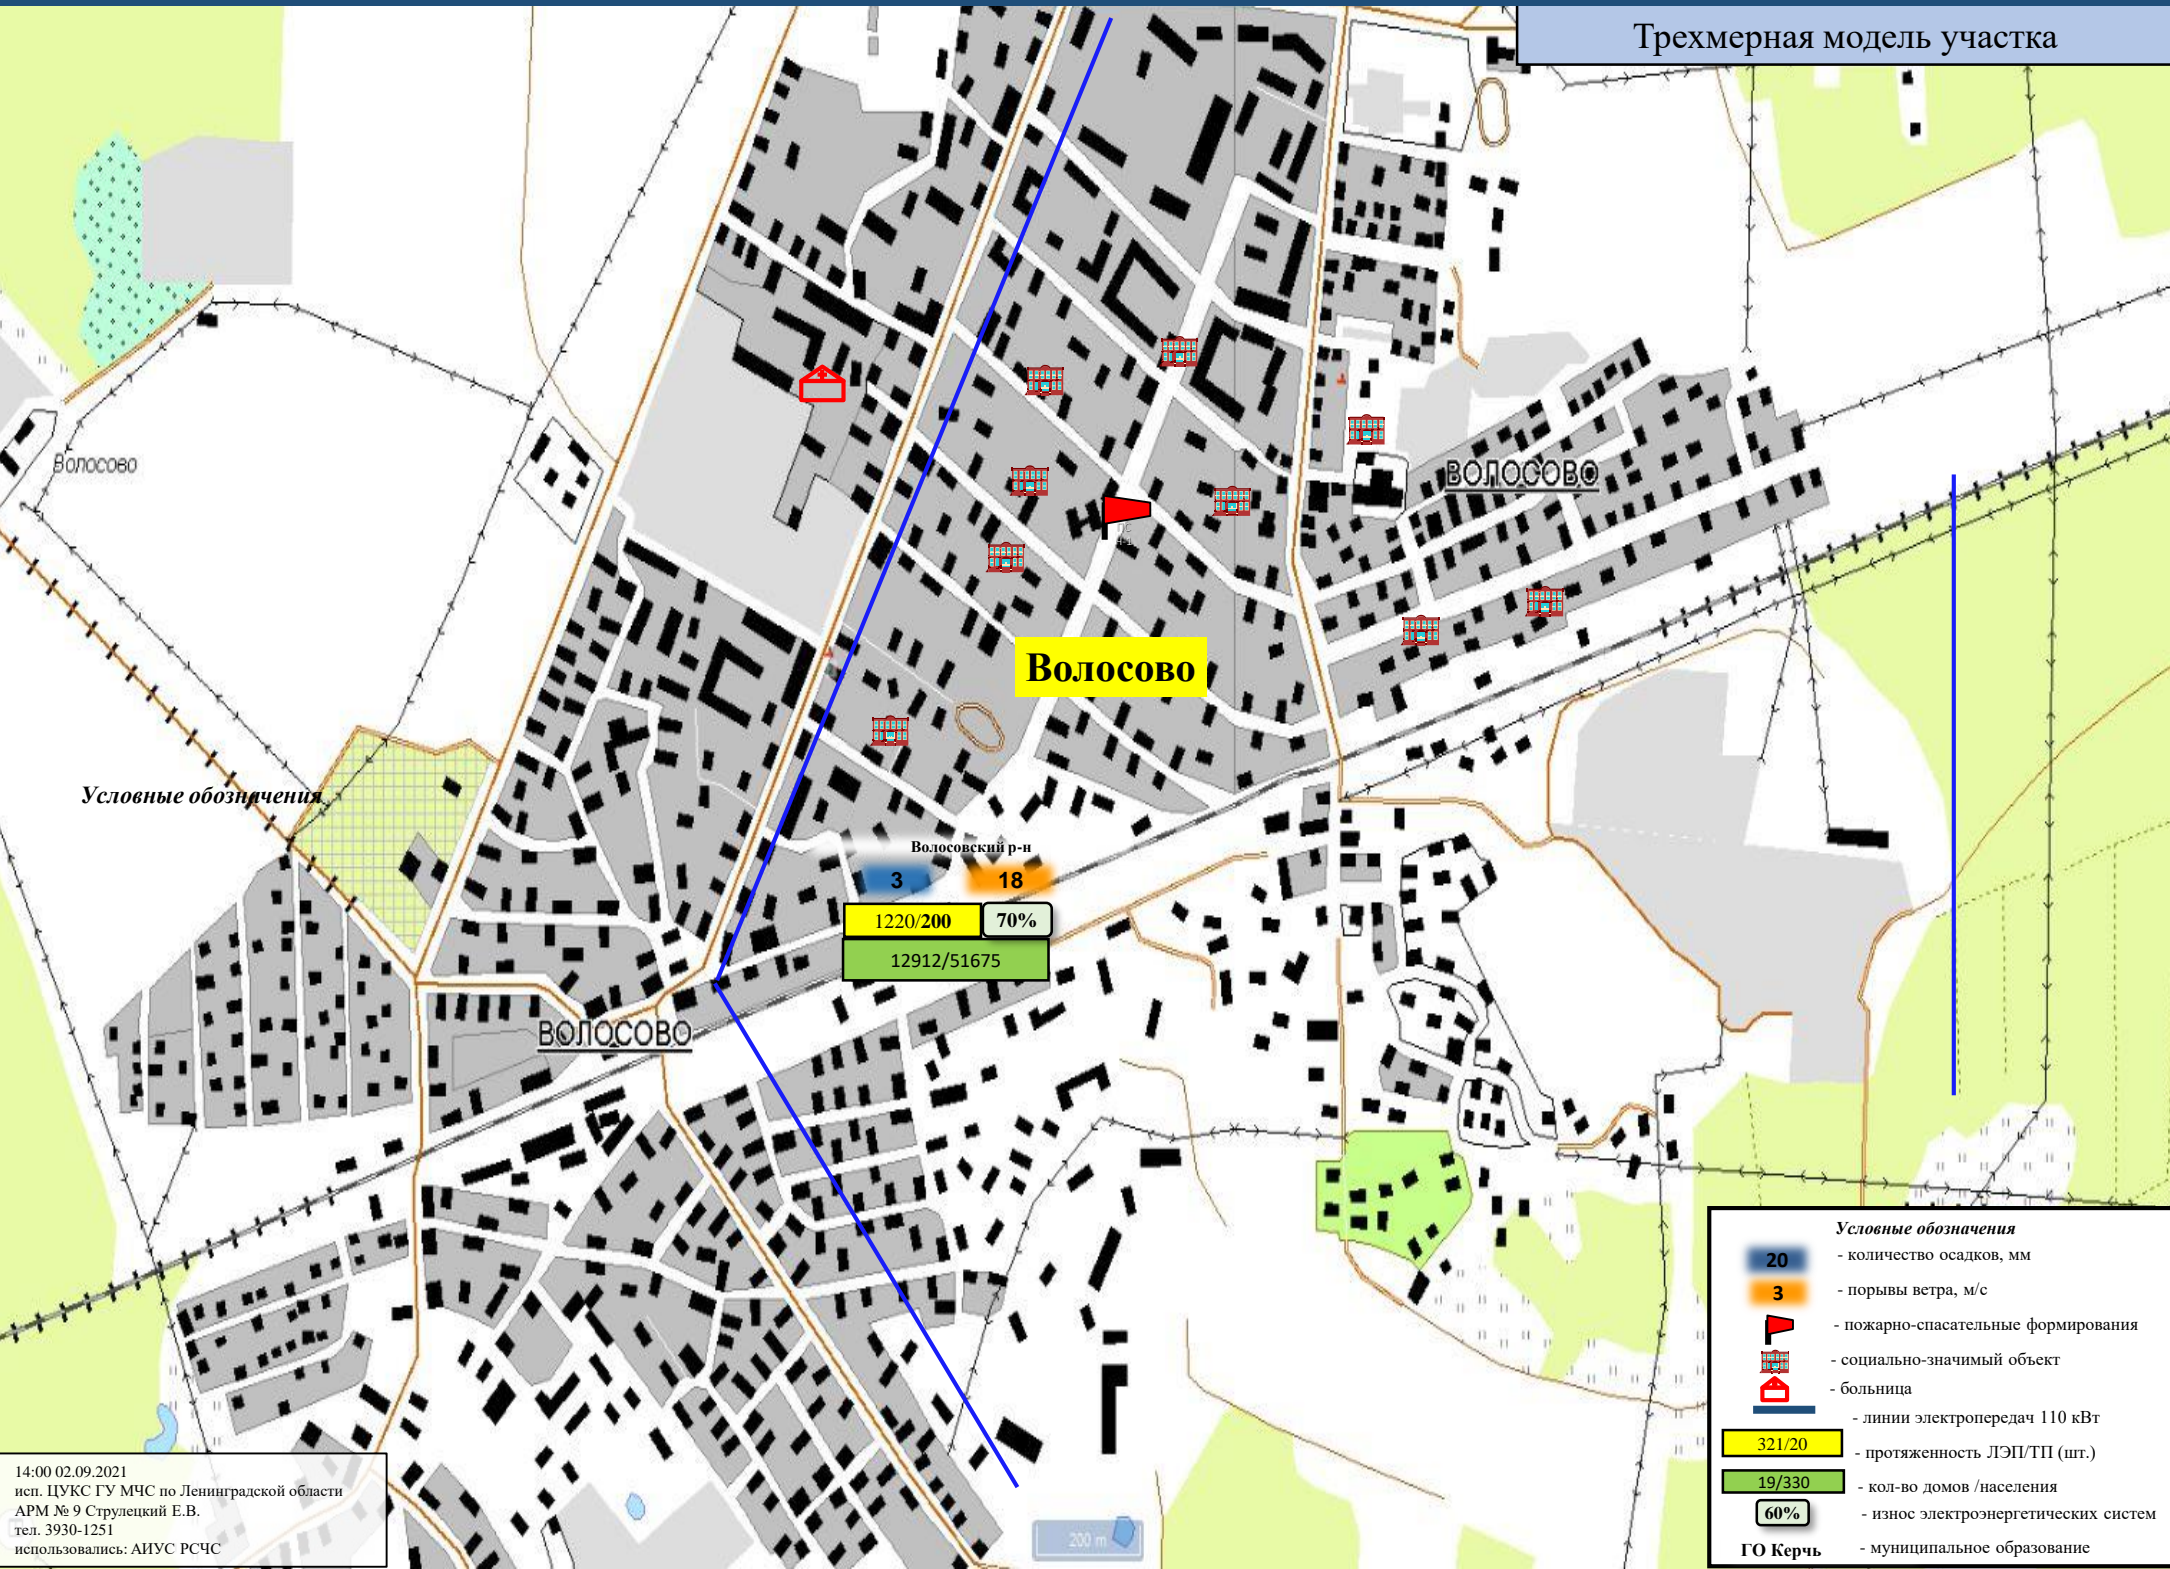 Трехмерная модель участка
Волосово
ВОЛОСОВО
Волосово
Условные обозначения
Волосовский р-н
3
18
1220/200
70%
12912/51675
ВОЛОСОВО
Условные обозначения
20
- количество осадков, мм
3
- порывы ветра, м/с
- пожарно-спасательные формирования
- социально-значимый объект
- больница
- линии электропередач 110 кВт
321/20
- протяженность ЛЭП/ТП (шт.)
19/330
- кол-во домов /населения
60%
- износ электроэнергетических систем
ГО Керчь
- муниципальное образование
14:00 02.09.2021
исп. ЦУКС ГУ МЧС по Ленинградской области
АРМ № 9 Струлецкий Е.В.
тел. 3930-1251
использовались: АИУС РСЧС
200 m